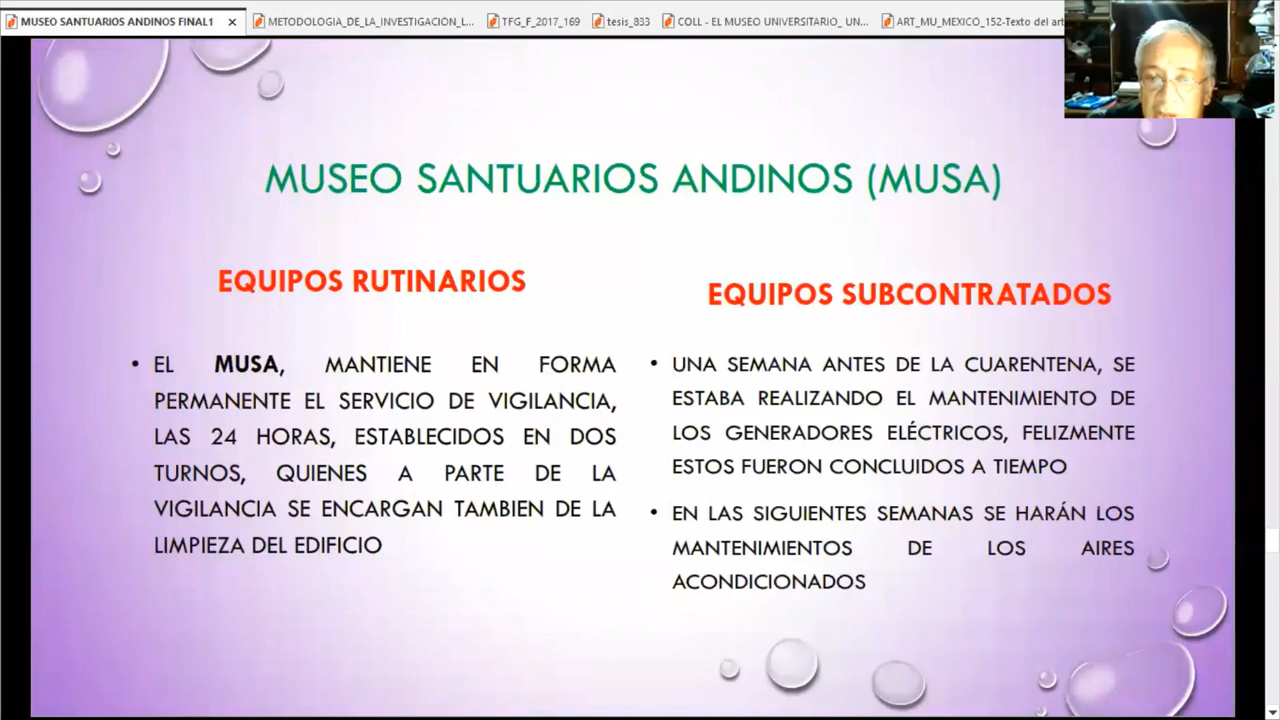 MUSEO SANTUARIOS ANDINOS FINAL1
METODOLOGIA_DE_LA_INVESTIGACION_L...
TFG_F_2017_169
tesis_833
COLL - EL MUSEO UNIVERSITARIO_ UN...
ART_MU_MEXICO_152-Texto del art
MUSEO SANTUARIOS ANDINOS (MUSA)
EQUIPOS RUTINARIOS
• EL MUSA, MANTIENE EN FORMA
PERMANENTE EL SERVICIO DE VIGILANCIA,
LAS 24 HORAS, ESTABLECIDOS EN DOS
TURNOS, QUIENES A PARTE DE LA
VIGILANCIA SE ENCARGAN TAMBIEN DE LA
LIMPIEZA DEL EDIFICIO
EQUIPOS SUBCONTRATADOS
• UNA SEMANA ANTES DE LA CUARENTENA, SE
ESTABA REALIZANDO EL MANTENIMIENTO DE
LOS GENERADORES ELÉCTRICOS, FELIZMENTE
ESTOS FUERON CONCLUIDOS A TIEMPO
• EN LAS SIGUIENTES SEMANAS SE HARÁN LOS
MANTENIMIENTOS DE LOS AIRES
ACONDICIONADOS